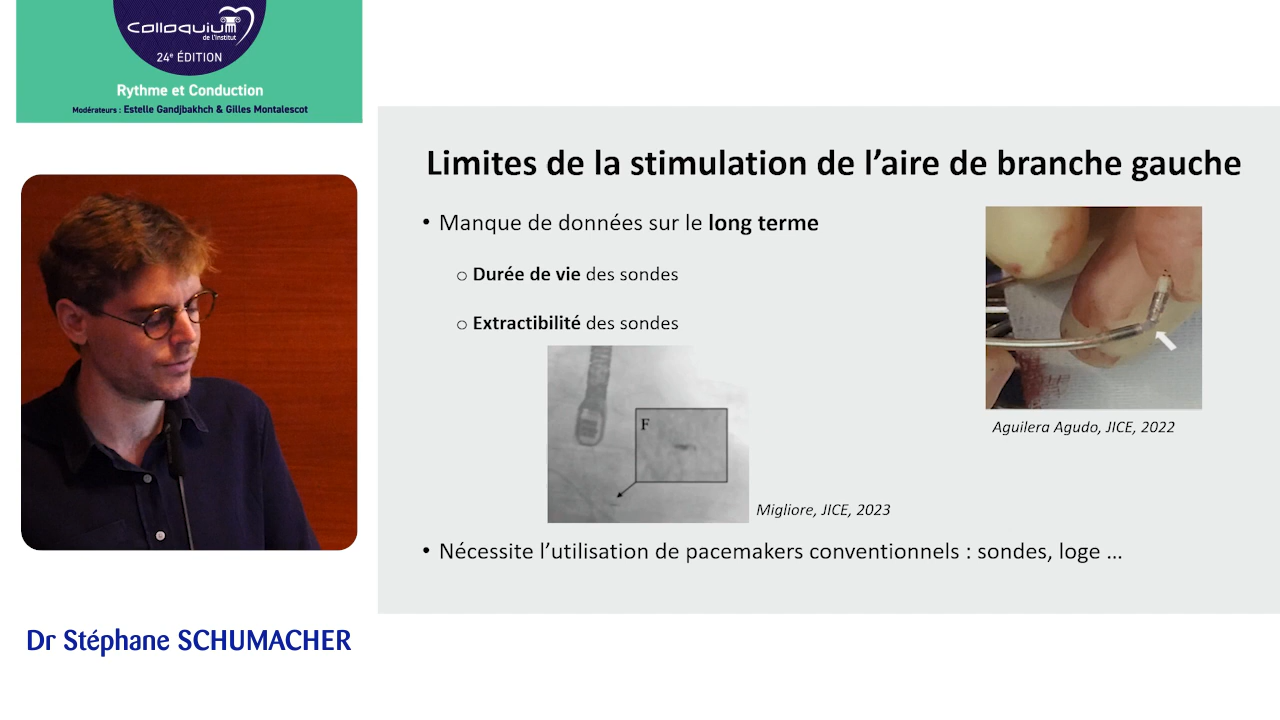 Colloquium
de l'Institut
24e ÉDITION
Rythme et Conduction
Modérateurs : Estelle Gandjbakhch & Gilles Montalescot
Limites de la stimulation de l’aire de branche gauche
• Manque de données sur le long terme
o Durée de vie des sondes
o Extractibilité des sondes
F
Aguilera Agudo, JICE, 2022
Migliore, JICE, 2023
• Nécessite l’utilisation de pacemakers conventionnels : sondes, loge ...
Dr Stéphane SCHUMACHER